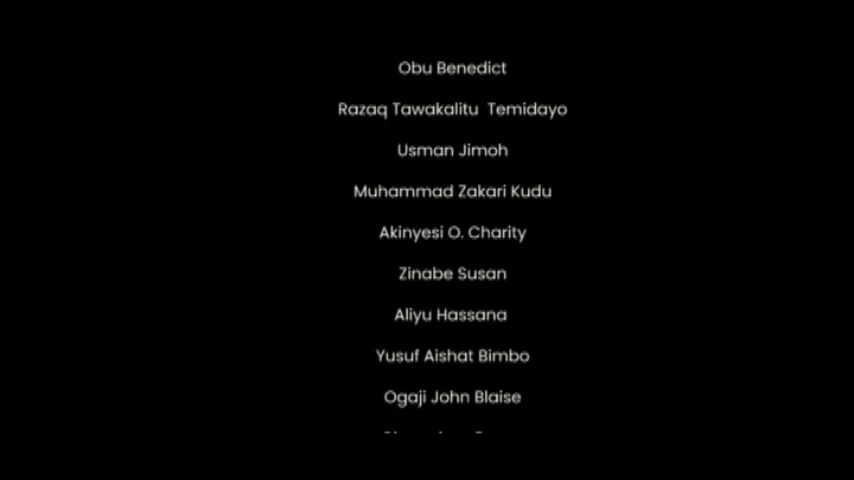 Obu Benedict
Razaq Tawakalitu Temidayo
Usman Jimoh
Muhammad Zakari Kudu
Akinyesi O. Charity
Zinabe Susan
Aliyu Hassana
Yusuf Aishat Bimbo
Ogaji John Blaise